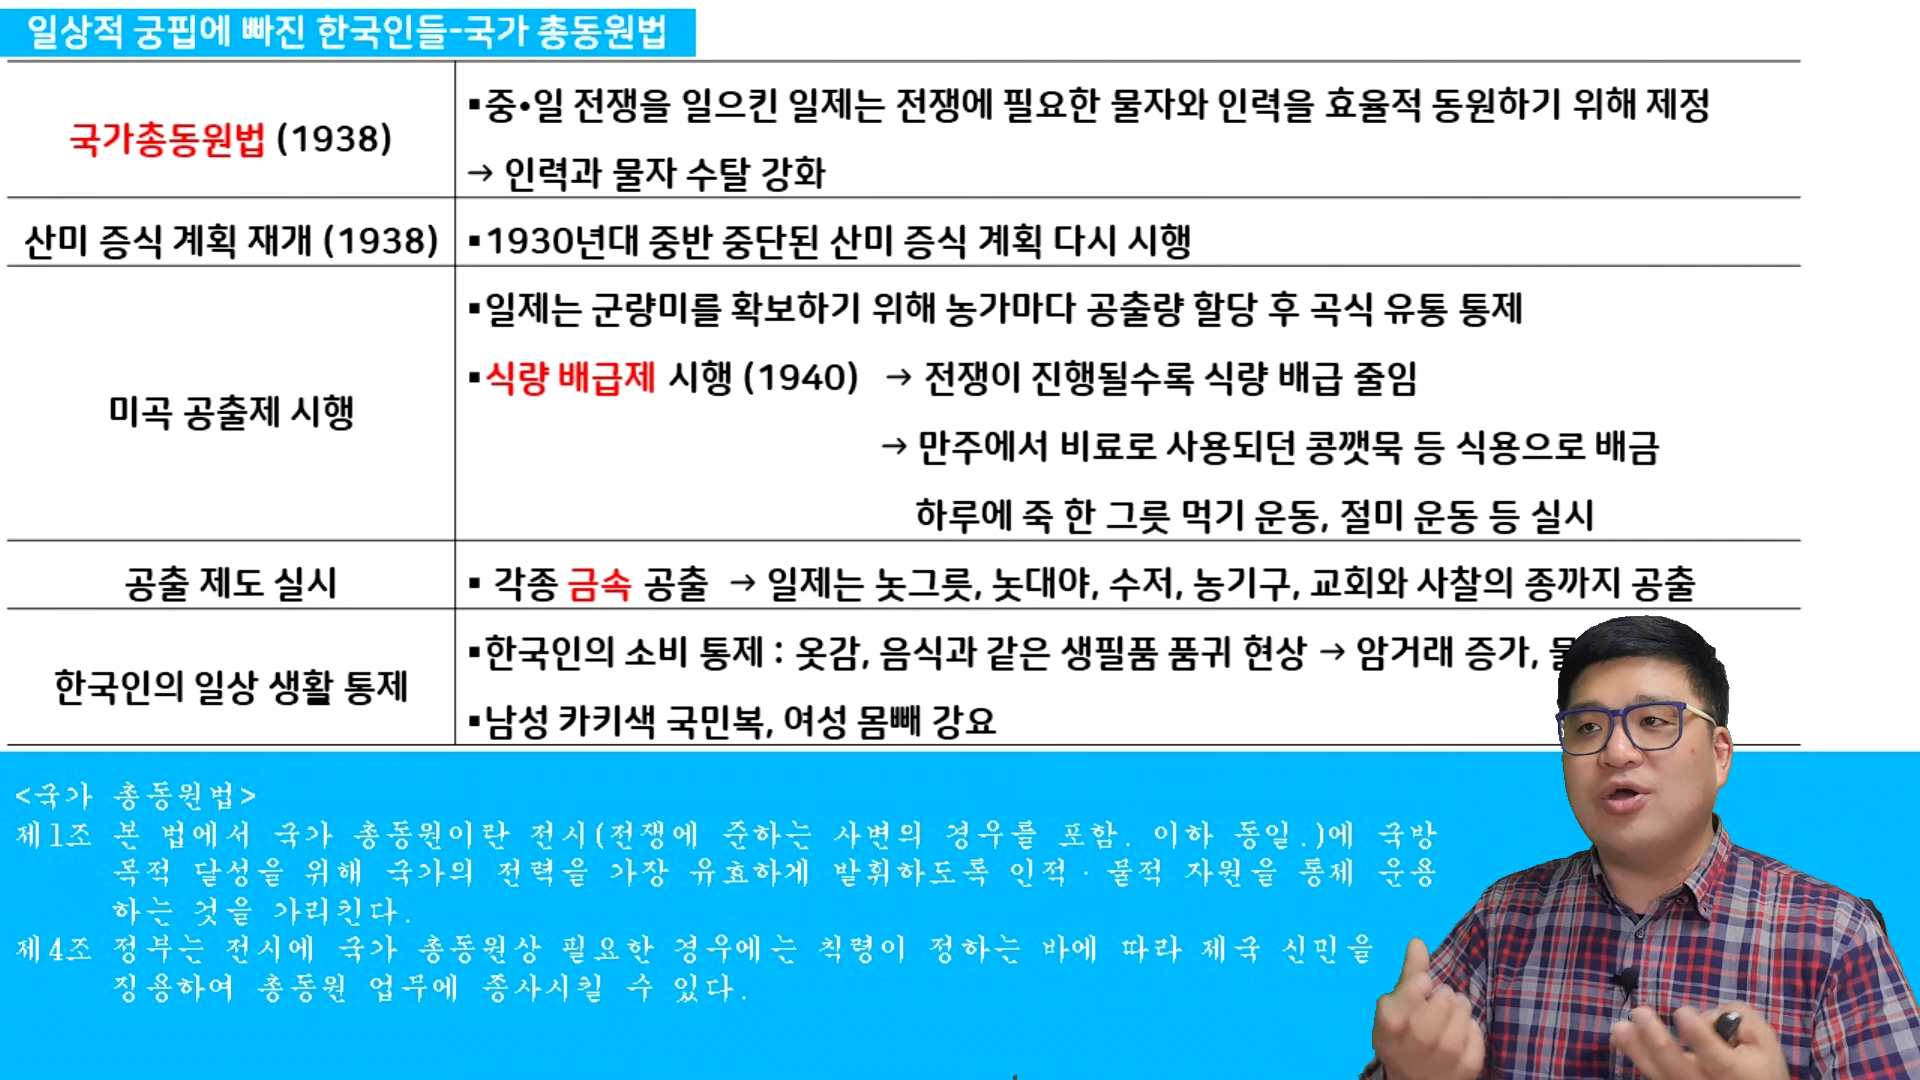 일상적 궁핍에 빠진 한국인들-국가 총동원법
국가총동원법 (1938)
▪중•일 전쟁을 일으킨 일제는 전쟁에 필요한 물자와 인력을 효율적 동원하기 위해 제정
→ 인력과 물자 수탈 강화
산미 증식 계획 재개 (1938)
▪1930년대 중반 중단된 산미 증식 계획 다시 시행
미곡 공출제 시행
▪일제는 군량미를 확보하기 위해 농가마다 공출량 할당 후 곡식 유통 통제
▪식량 배급제 시행 (1940) → 전쟁이 진행될수록 식량 배급 줄임
→ 만주에서 비료로 사용되던 콩깻묵 등 식용으로 배금
하루에 죽 한 그릇 먹기 운동, 절미 운동 등 실시
공출 제도 실시
▪ 각종 금속 공출 → 일제는 놋그릇, 놋대야, 수저, 농기구, 교회와 사찰의 종까지 공출
한국인의 일상 생활 통제
▪한국인의 소비 통제 : 옷감, 음식과 같은 생필품 품귀 현상 → 암거래 증가,
▪남성 카키색 국민복, 여성 몸빼 강요
<국가 총동원법>
제1조 본 법에서 국가 총동원이란 전시(전쟁에 준하는 사변의 경우를 포함. 이하 동일.)에 국방
목적 달성을 위해 국가의 전력을 가장 유효하게 발휘하도록 인적·물적 자원을 통제 운용
하는 것을 가리킨다.
제4조 정부는 전시에 국가 총동원상 필요한 경우에는 칙령이 정하는 바에 따라 제국 신민을
징용하여 총동원 업무에 종사시킬 수 있다.